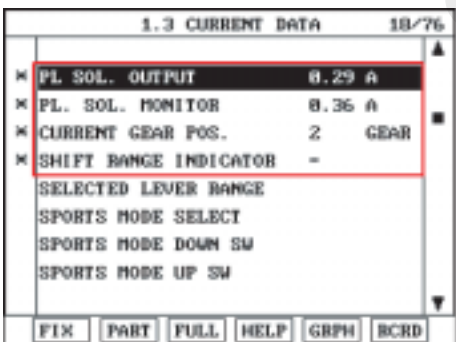 1.3 CURRENT DATA 18/76
× PL SOL. OUTPUT 0.29 A
× PL. SOL. MONITOR 0.36 A
× CURRENT GEAR POS. 2 GEAR
× SHIFT RANGE INDICATOR -
SELECTED LEVER RANGE
SPORTS MODE SELECT
SPORTS MODE DOWN SW
SPORTS MODE UP SW
FIX PART FULL HELP GRPH RCRD